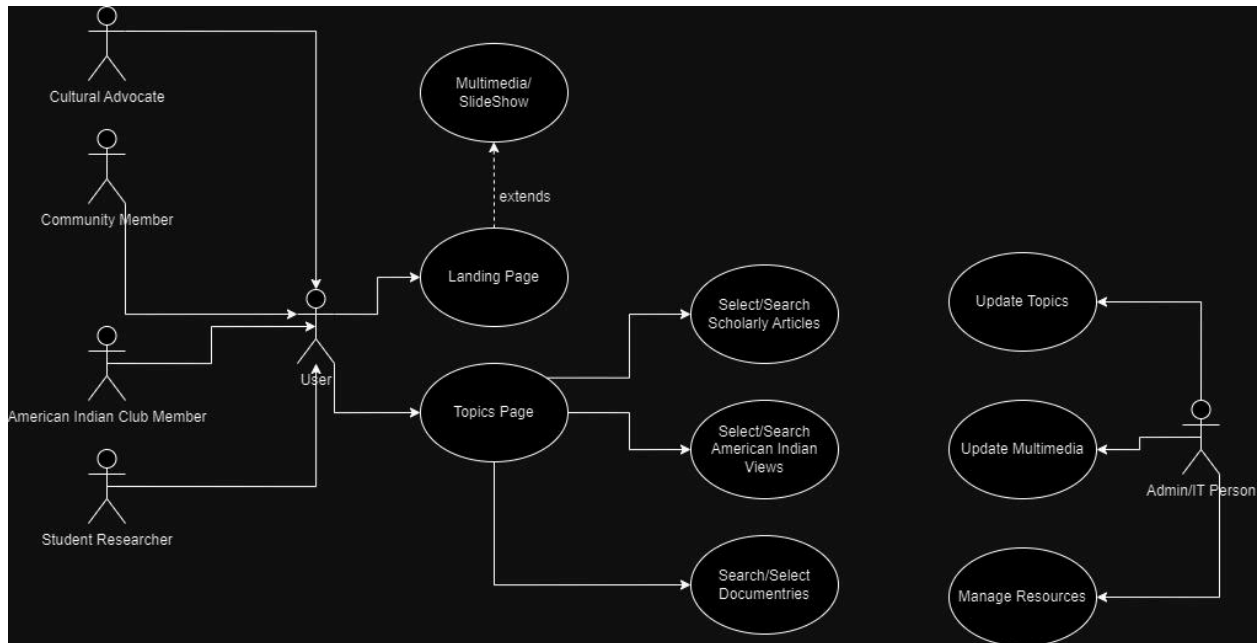 Cultural Advocate
Community Member
American Indian Club Member
Student Researcher
User
Multimedia/
SlideShow
extends
Landing Page
Topics Page
Select/Search
Scholarly Articles
Select/Search
American Indian
Views
Search/Select
Documentries
Update Topics
Update Multimedia
Manage Resources
Admin/IT Person